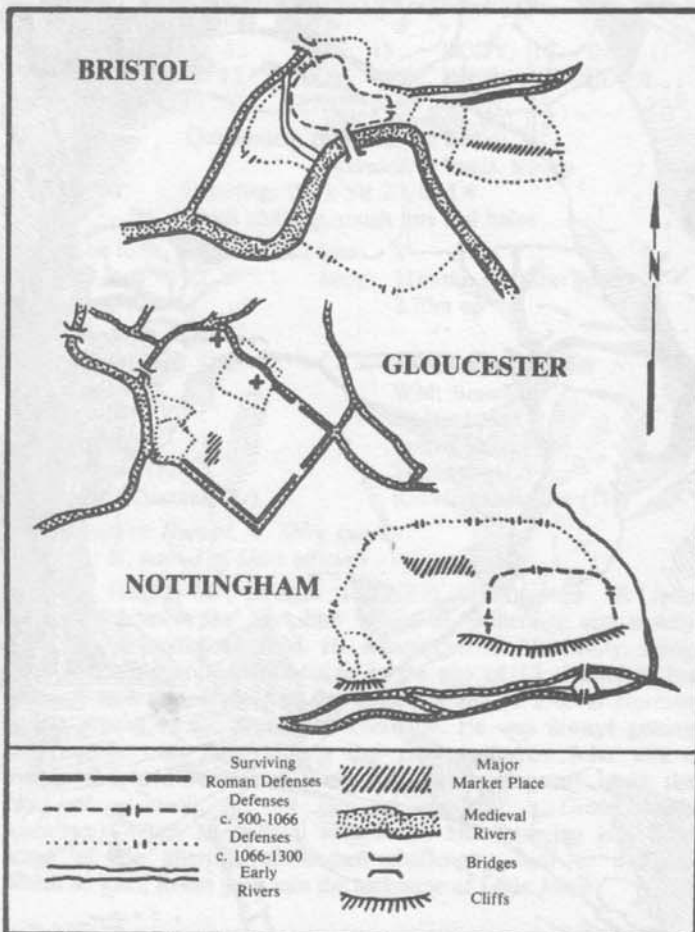 BRISTOL
N
GLOUCESTER
NOTTINGHAM
Surviving
Roman Defenses
Defenses
c. 500-1066
Defenses
c. 1066-1300
Early
Rivers
Major
Market Place
Medieval
Rivers
Bridges
Cliffs